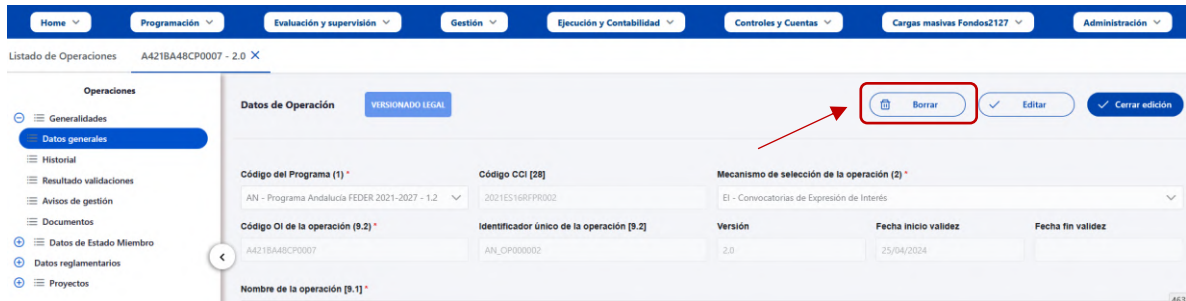 Home Programación Evaluación y supervisión Gestión Ejecución y Contabilidad Controles y Cuentas Cargas masivas Fondos2127 Administración
Listado de Operaciones A421BA48CP0007 - 2.0
Operaciones
Generalidades
Datos generales
Historial
Resultado validaciones
Avisos de gestión
Documentos
Datos de Estado Miembro
Datos reglamentarios
Proyectos
Datos de Operación VERSIONADO LEGAL Borrar Editar Cerrar edición
Código del Programa (1) * Código CCI [28] Mecanismo de selección de la operación (2) *
AN - Programa Andalucía FEDER 2021-2027 - 1.2 2021ES16RFPR002 EI - Convocatorias de Expresión de Interés
Código OI de la operación (9.2) * Identificador único de la operación [9.2] Versión Fecha inicio validez Fecha fin validez
A421BA48CP0007 AN_OP000002 2.0 25/04/2024
Nombre de la operación [9.1] *